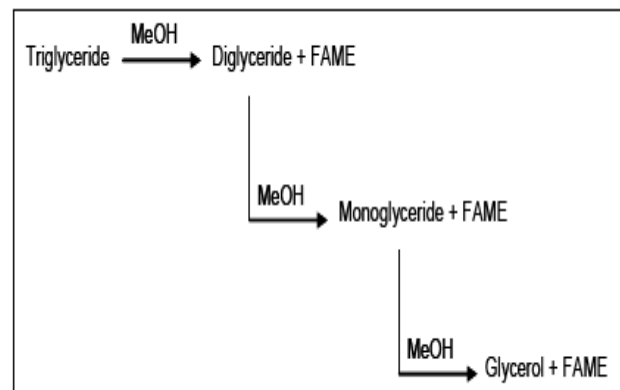 MeOH
Triglyceride Diglyceride + FAME
MeOH
Monoglyceride + FAME
MeOH
Glycerol + FAME